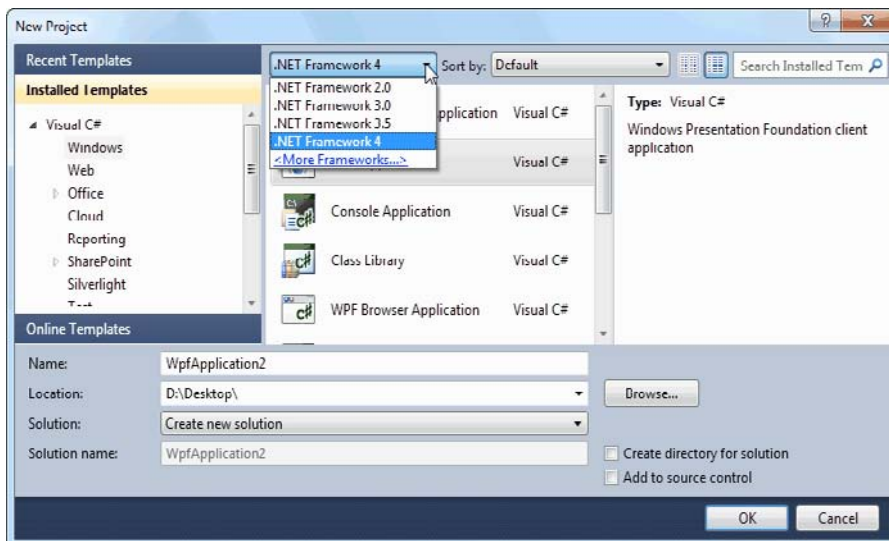 New Project
Recent Templates
Installed Templates
Visual C#
Windows
Web
Office
Cloud
Reporting
SharePoint
Silverlight
Online Templates
.NET Framework 4
Sort by: Default
Search Installed Tem
.NET Framework 2.0
.NET Framework 3.0
.NET Framework 3.5
.NET Framework 4
<More Frameworks...>
pplication Visual C#
Visual C#
Console Application Visual C#
Class Library Visual C#
WPF Browser Application Visual C#
Type: Visual C#
Windows Presentation Foundation client
application
Name: WpfApplication2
Location: D:\Desktop\ Browse...
Solution: Create new solution
Solution name: WpfApplication2
Create directory for solution
Add to source control
OK Cancel